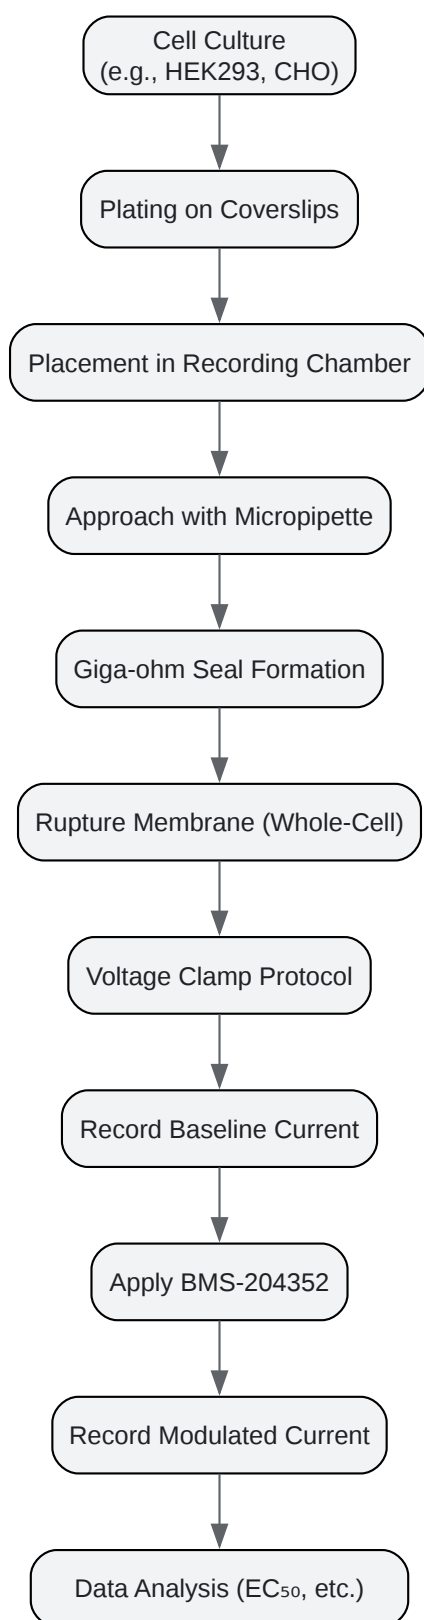 Cell Culture
(e.g., HEK293, CHO)
Plating on Coverslips
Placement in Recording Chamber
Approach with Micropipette
Giga-ohm Seal Formation
Rupture Membrane (Whole-Cell)
Voltage Clamp Protocol
Record Baseline Current
Apply BMS-204352
Record Modulated Current
Data Analysis (EC₅₀, etc.)